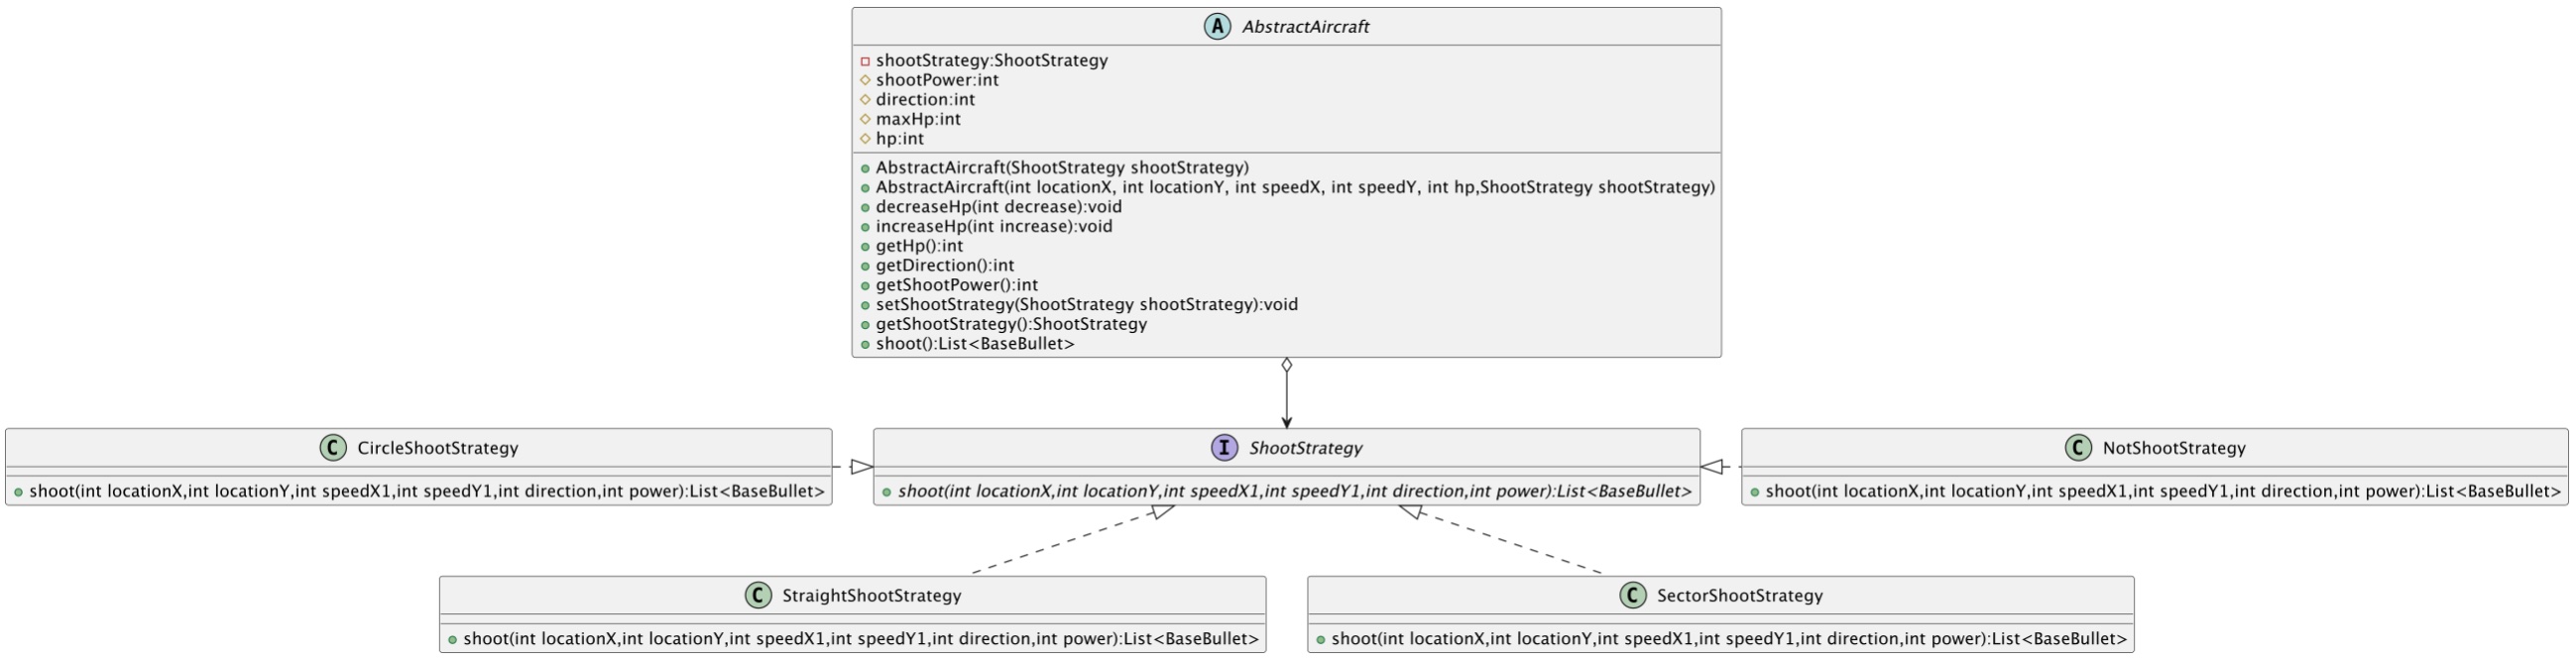 A AbstractAircraft
shootStrategy:ShootStrategy
shootPower:int
direction:int
maxHp:int
hp:int
AbstractAircraft(ShootStrategy shootStrategy)
AbstractAircraft(int locationX, int locationY, int speedX, int speedY, int hp,ShootStrategy shootStrategy)
decreaseHp(int decrease):void
increaseHp(int increase):void
getHp():int
getDirection():int
getShootPower():int
setShootStrategy(ShootStrategy shootStrategy):void
getShootStrategy():ShootStrategy
shoot():List<BaseBullet>
C CircleShootStrategy
shoot(int locationX,int locationY,int speedX1,int speedY1,int direction,int power):List<BaseBullet>
I ShootStrategy
shoot(int locationX,int locationY,int speedX1,int speedY1,int direction,int power):List<BaseBullet>
C NotShootStrategy
shoot(int locationX,int locationY,int speedX1,int speedY1,int direction,int power):List<BaseBullet>
C StraightShootStrategy
shoot(int locationX,int locationY,int speedX1,int speedY1,int direction,int power):List<BaseBullet>
C SectorShootStrategy
shoot(int locationX,int locationY,int speedX1,int speedY1,int direction,int power):List<BaseBullet>